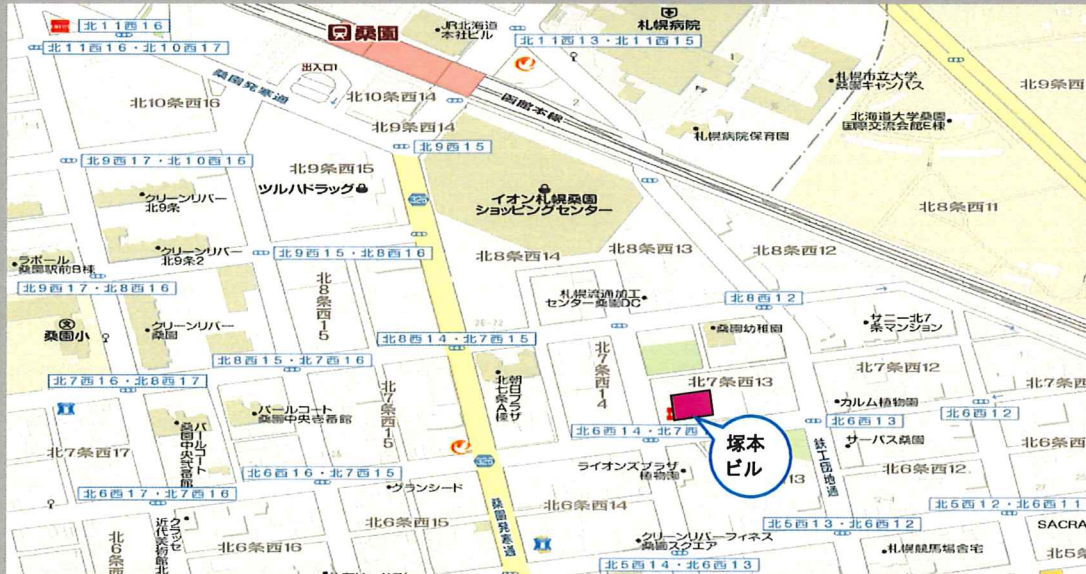 北11西16
桑園
JR北海道
本社ビル
札幌病院
北11西16・北10西17
北11西13・北11西15
出入口1
桑園発寒通
札幌市立大学
桑園キャンパス
北9条西
北10条西16
北10条西14
函館本線
北海道大学桑園
国際交流会館E棟
北9条西14
札幌病院保育園
北9西15
北9西17・北10西16
北9条西15
ツルハドラッグ
クリーンリバー
北9条
イオン札幌桑園
ショッピングセンター
北8条西11
クリーンリバー
北9条2
北9西15・北8西16
北8条西14
北8条西13
北8条西12
ラポール
桑園駅前B棟
北9西17・北8西16
北8条西15
札幌流通加工
センター桑園DC
北8西12
桑園小
クリーンリバー
桑園
北8西14・北7西15
桑園幼稚園
サニー北7
条マンション
北8西15・北7西16
北7条西14
北7条西12
北7西16・北8西17
北7条西15
朝日プラザ
北七条A棟
北7条西13
北7条西
パールコート
桑園中央壱番館
カルム植物園
北6西12
パールコート
桑園中央弐番館
北6西14・北7西
塚本
ビル
北6西13
北7条西17
サーパス桑園
北6条西
鉄工団地通
北6西16・北7西15
ライオンズプラザ
植物園
北6条西12
北6西17・北7西16
グランシード
13
北6条西14
北5西12・北6西11
クラッセ
近代美術館北
桑園発寒通
北6条西15
北5西13・北6西12
SACRA
北6条西
北6条西16
クリーンリバーフィネス
桑園スクエア
札幌競馬場舎宅
北5条
北5西14・北6西13